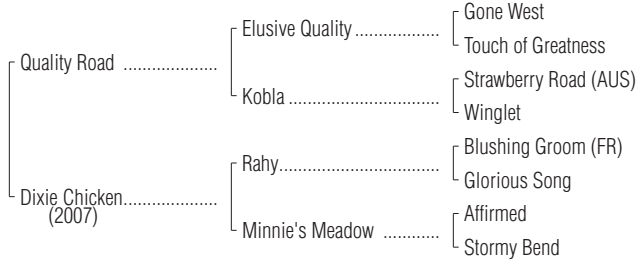 Gone West
Elusive Quality ..................
Touch of Greatness
Quality Road ....................
Strawberry Road (AUS)
Kobla ................................
Winglet
Blushing Groom (FR)
Rahy..................................
Glorious Song
Dixie Chicken....................
(2007)
Affirmed
Minnie's Meadow ............
Stormy Bend